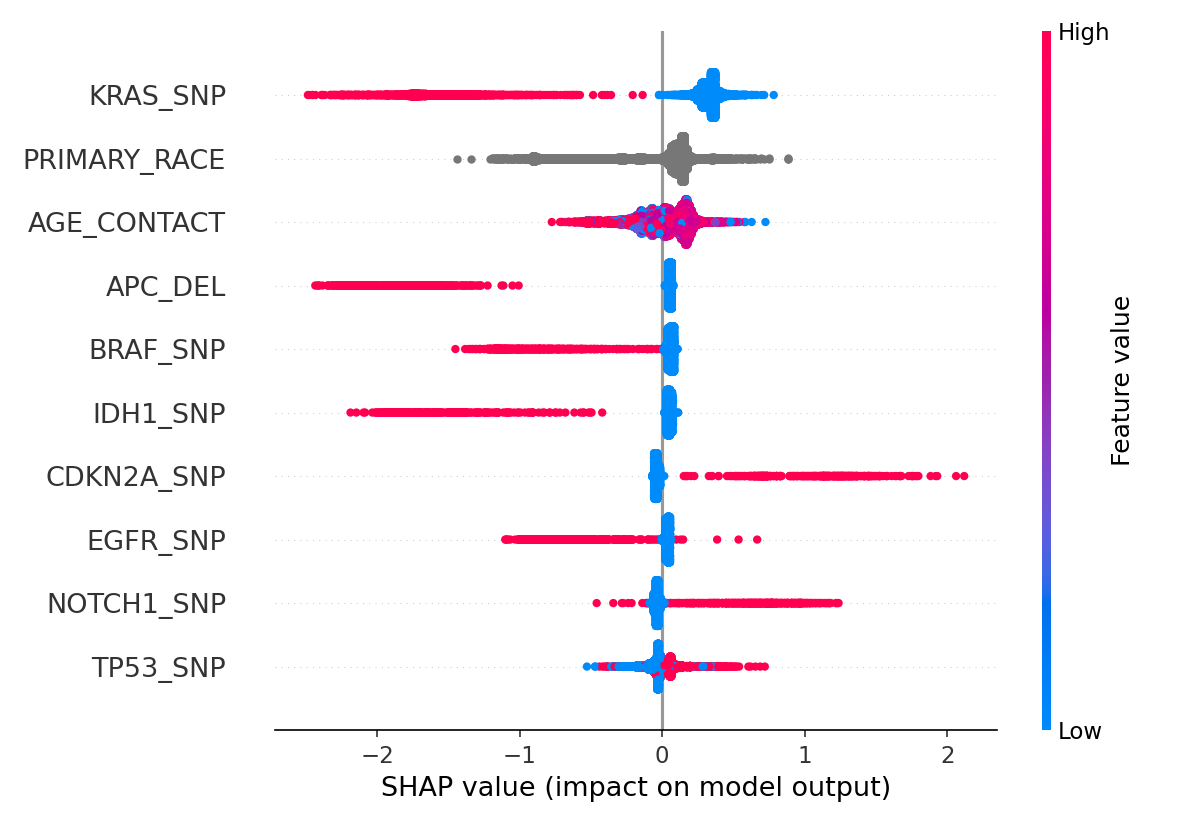 High
KRAS_SNP
PRIMARY_RACE
AGE_CONTACT
APC_DEL
BRAF_SNP
IDH1_SNP
CDKN2A_SNP
EGFR_SNP
NOTCH1_SNP
TP53_SNP
Feature value
Low
−2 −1 0 1 2
SHAP value (impact on model output)